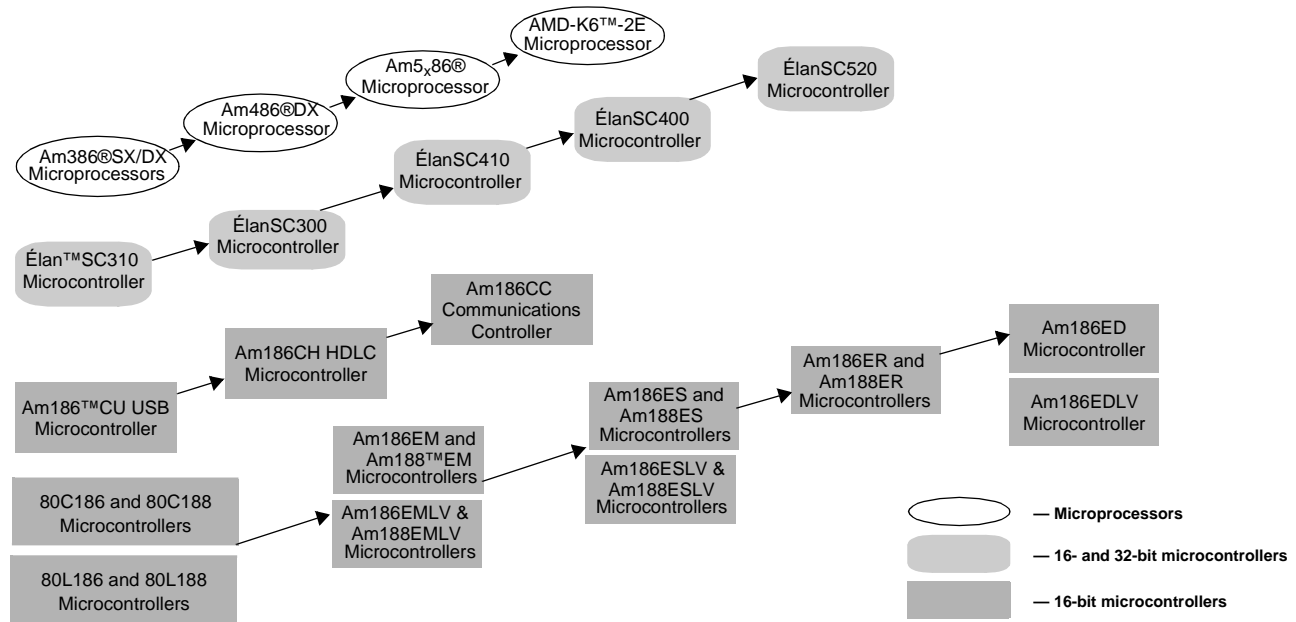 AMD-K6™-2E
Microprocessor
Am5x86®
Microprocessor
Am486®DX
Microprocessor
Am386®SX/DX
Microprocessors
ÉlanSC520
Microcontroller
ÉlanSC400
Microcontroller
ÉlanSC410
Microcontroller
ÉlanSC300
Microcontroller
Élan™SC310
Microcontroller
Am186CC
Communications
Controller
Am186CH HDLC
Microcontroller
Am186™CU USB
Microcontroller
Am186ED
Microcontroller
Am186EDLV
Microcontroller
Am186ER and
Am188ER
Microcontrollers
Am186ES and
Am188ES
Microcontrollers
Am186ESLV &
Am188ESLV
Microcontrollers
Am186EM and
Am188™EM
Microcontrollers
Am186EMLV &
Am188EMLV
Microcontrollers
80C186 and 80C188
Microcontrollers
80L186 and 80L188
Microcontrollers
— Microprocessors
— 16- and 32-bit microcontrollers
— 16-bit microcontrollers